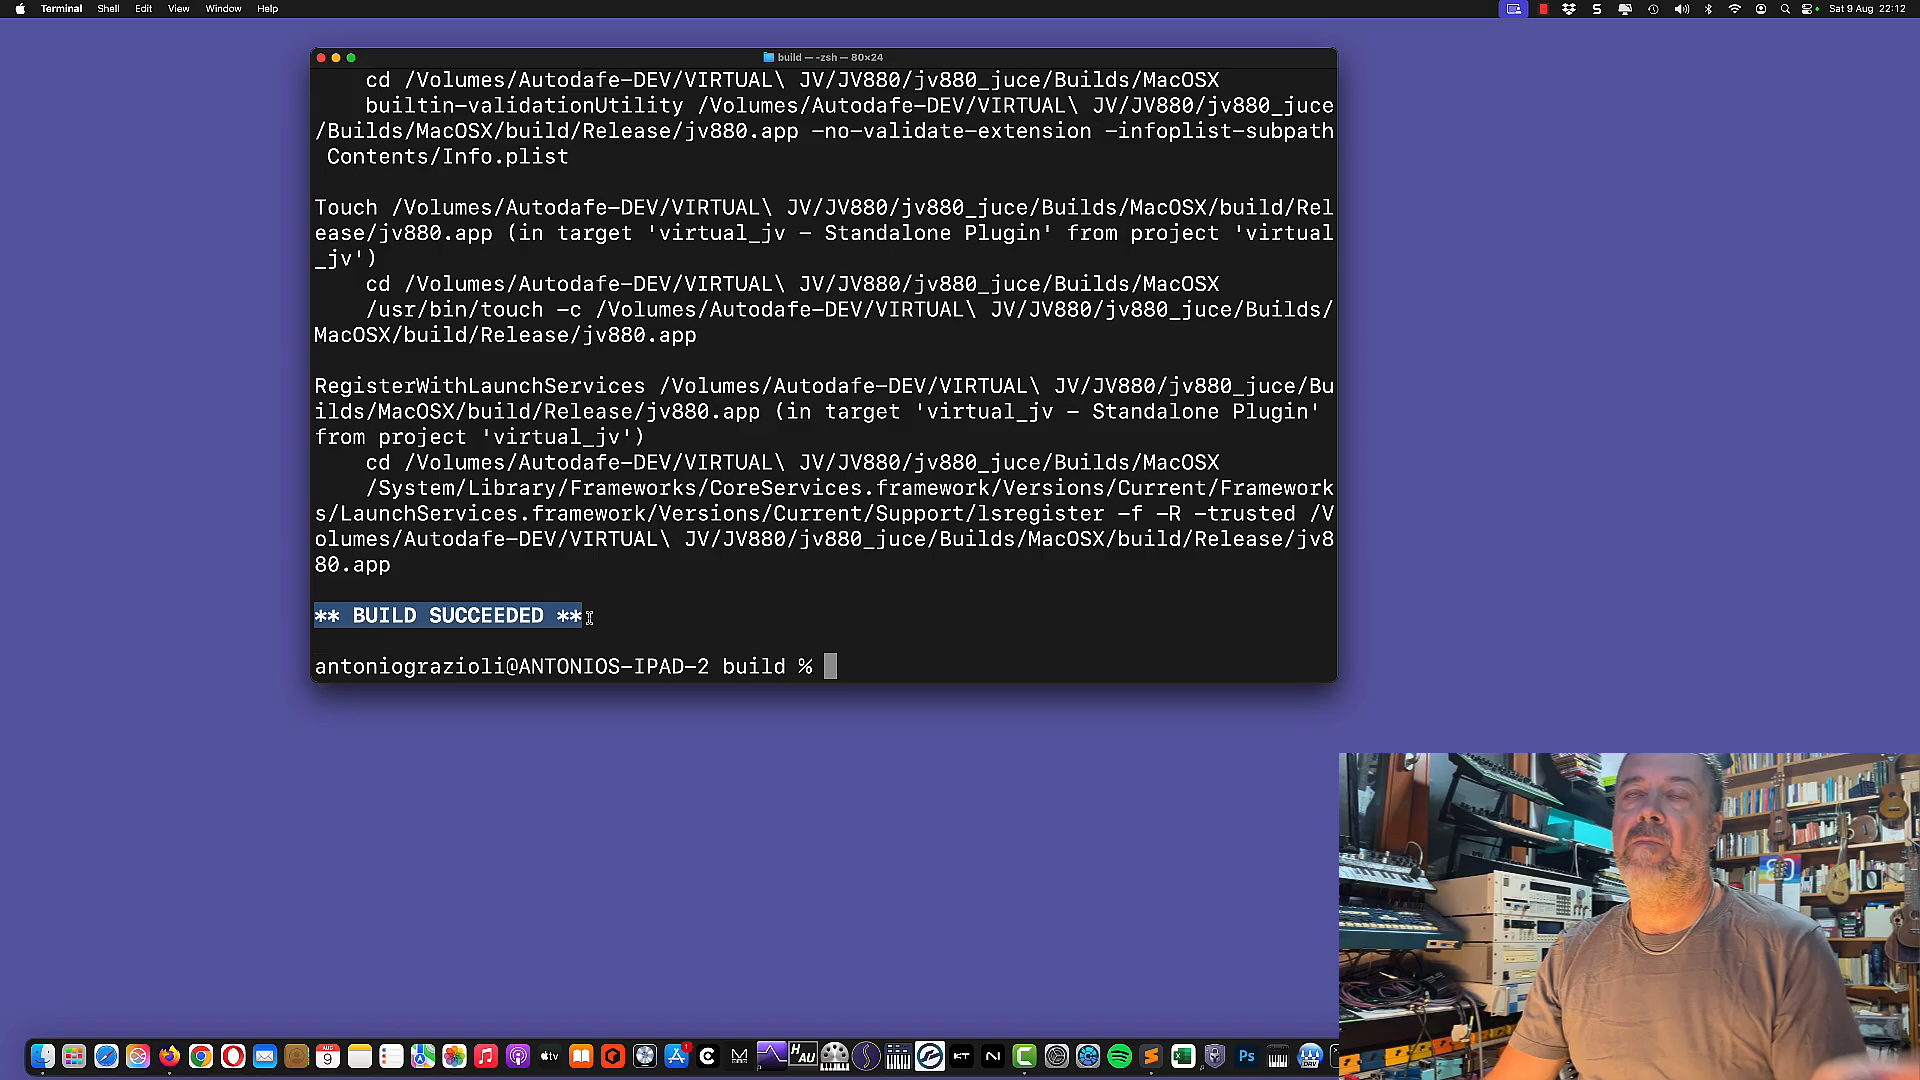 Terminal Shell Edit View Window Help
Sat 9 Aug 22:12
build — -zsh — 80×24
cd /Volumes/Autodafe-DEV/VIRTUAL\ JV/JV880/jv880_juce/Builds/MacOSX
builtin-validationUtility /Volumes/Autodafe-DEV/VIRTUAL\ JV/JV880/jv880_juce
/Builds/MacOSX/build/Release/jv880.app -no-validate-extension -infoplist-subpath
Contents/Info.plist
Touch /Volumes/Autodafe-DEV/VIRTUAL\ JV/JV880/jv880_juce/Builds/MacOSX/build/Rel
ease/jv880.app (in target 'virtual_jv - Standalone Plugin' from project 'virtual
_jv')
cd /Volumes/Autodafe-DEV/VIRTUAL\ JV/JV880/jv880_juce/Builds/MacOSX
/usr/bin/touch -c /Volumes/Autodafe-DEV/VIRTUAL\ JV/JV880/jv880_juce/Builds/
MacOSX/build/Release/jv880.app
RegisterWithLaunchServices /Volumes/Autodafe-DEV/VIRTUAL\ JV/JV880/jv880_juce/Bu
ilds/MacOSX/build/Release/jv880.app (in target 'virtual_jv - Standalone Plugin'
from project 'virtual_jv')
cd /Volumes/Autodafe-DEV/VIRTUAL\ JV/JV880/jv880_juce/Builds/MacOSX
/System/Library/Frameworks/CoreServices.framework/Versions/Current/Framework
s/LaunchServices.framework/Versions/Current/Support/lsregister -f -R -trusted /V
olumes/Autodafe-DEV/VIRTUAL\ JV/JV880/jv880_juce/Builds/MacOSX/build/Release/jv8
80.app
** BUILD SUCCEEDED **
antoniograzioli@ANTONIOS-IPAD-2 build %